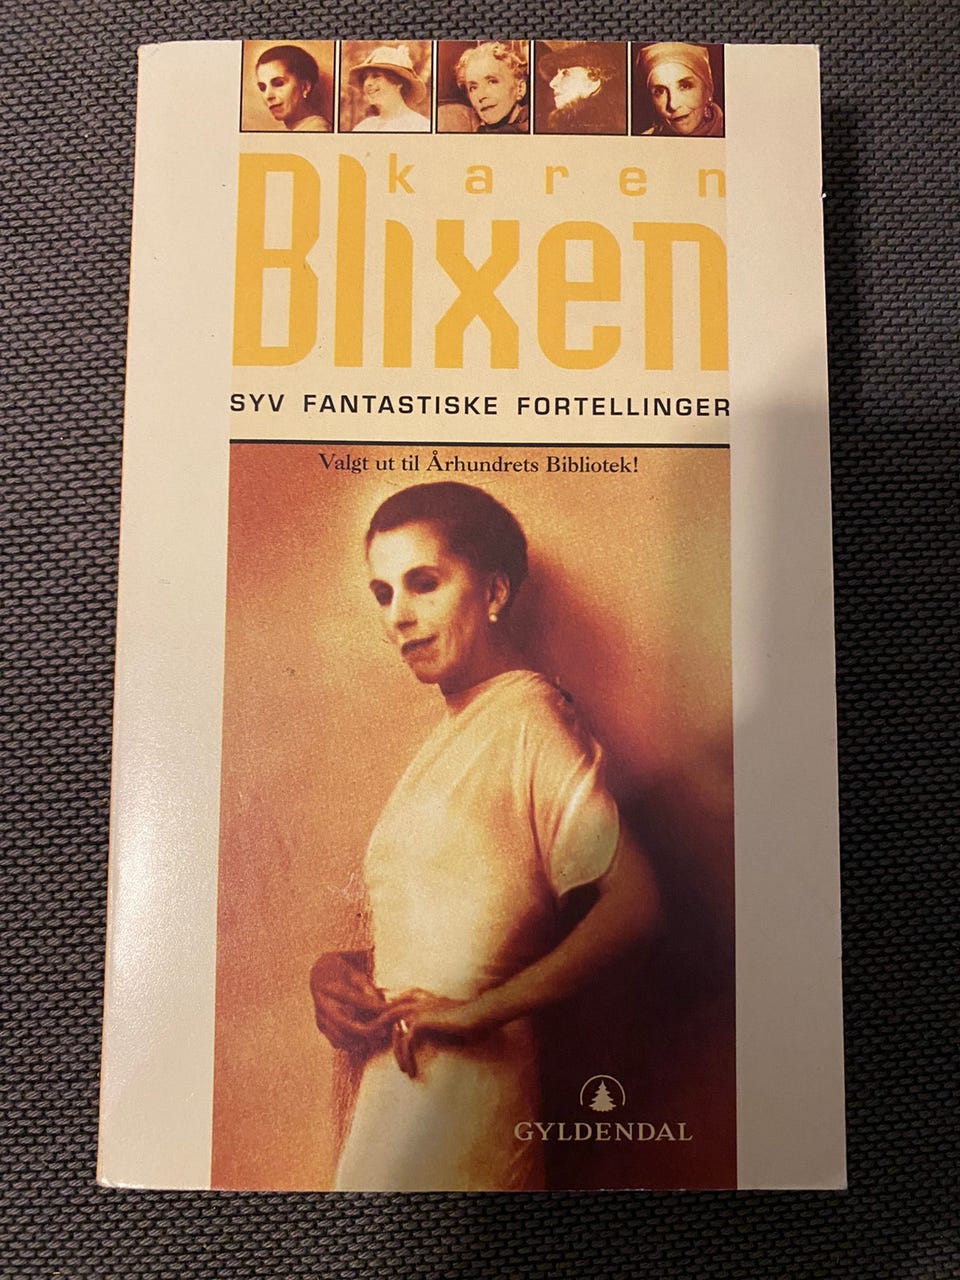 karen
Blixen
SYV FANTASTISKE FORTELLINGER
Valgt ut til Århundrets Bibliotek!
GYLDENDAL